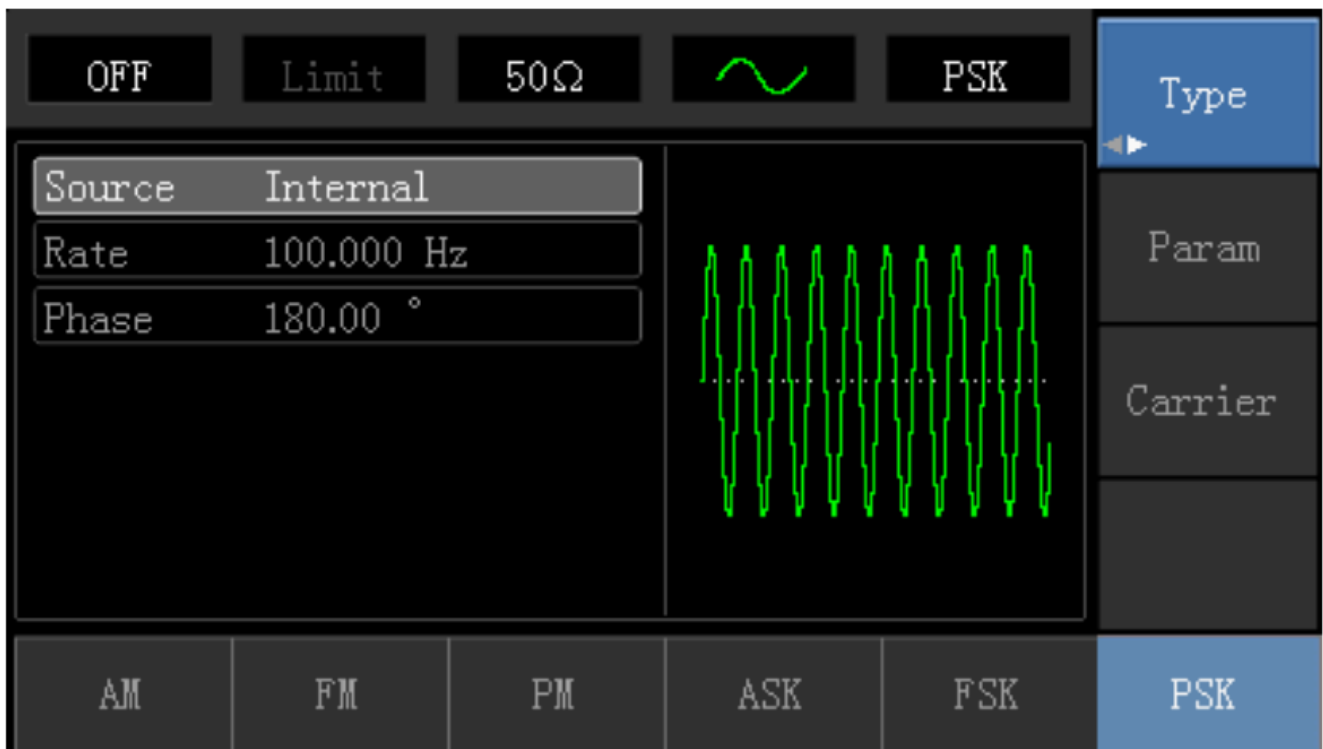 OFF Limit 50Ω PSK
Type
Source Internal
Rate 100.000 Hz
Phase 180.00 °
Param
Carrier
AM FM PM ASK FSK PSK